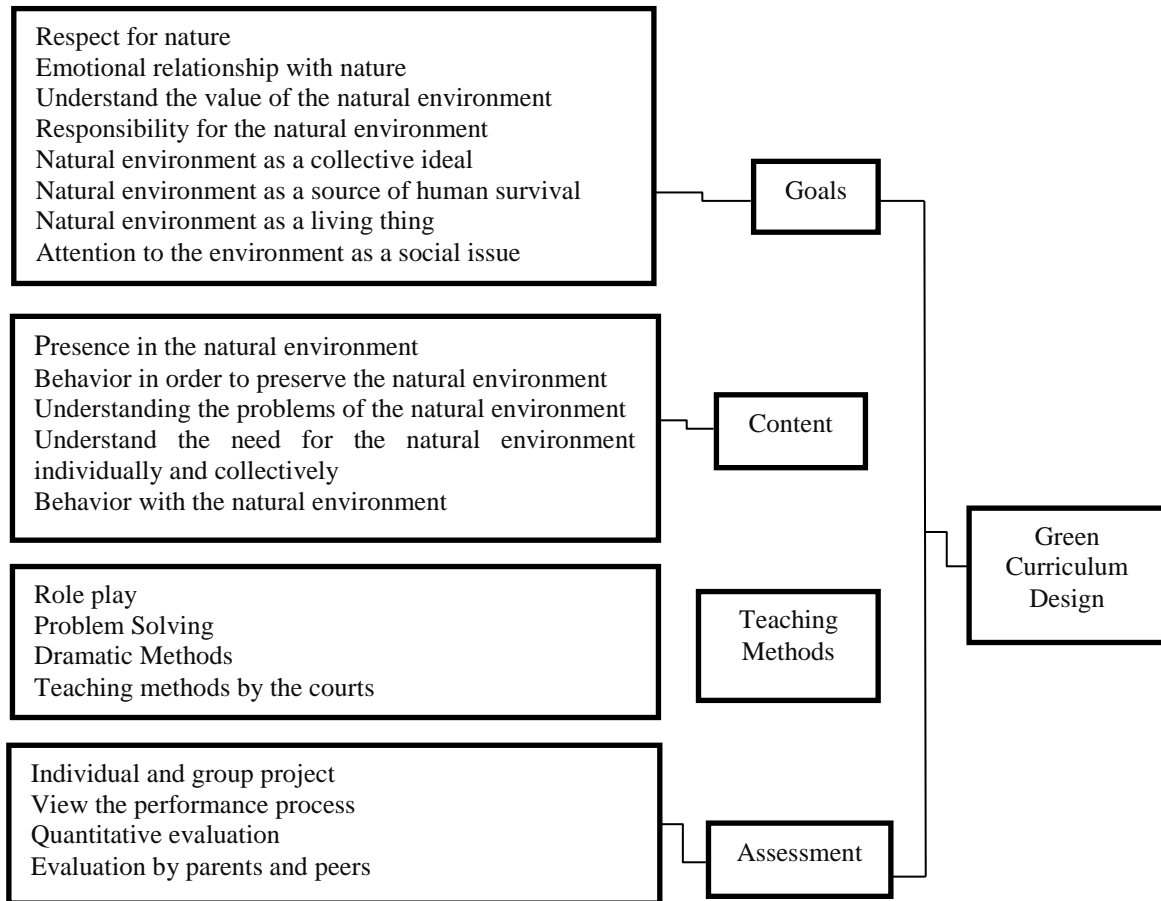 Respect for nature
Emotional relationship with nature
Understand the value of the natural environment
Responsibility for the natural environment
Natural environment as a collective ideal
Natural environment as a source of human survival
Natural environment as a living thing
Attention to the environment as a social issue
Goals
Presence in the natural environment
Behavior in order to preserve the natural environment
Understanding the problems of the natural environment
Understand the need for the natural environment
individually and collectively
Behavior with the natural environment
Content
Role play
Problem Solving
Dramatic Methods
Teaching methods by the courts
Teaching
Methods
Individual and group project
View the performance process
Quantitative evaluation
Evaluation by parents and peers
Assessment
Green
Curriculum
Design